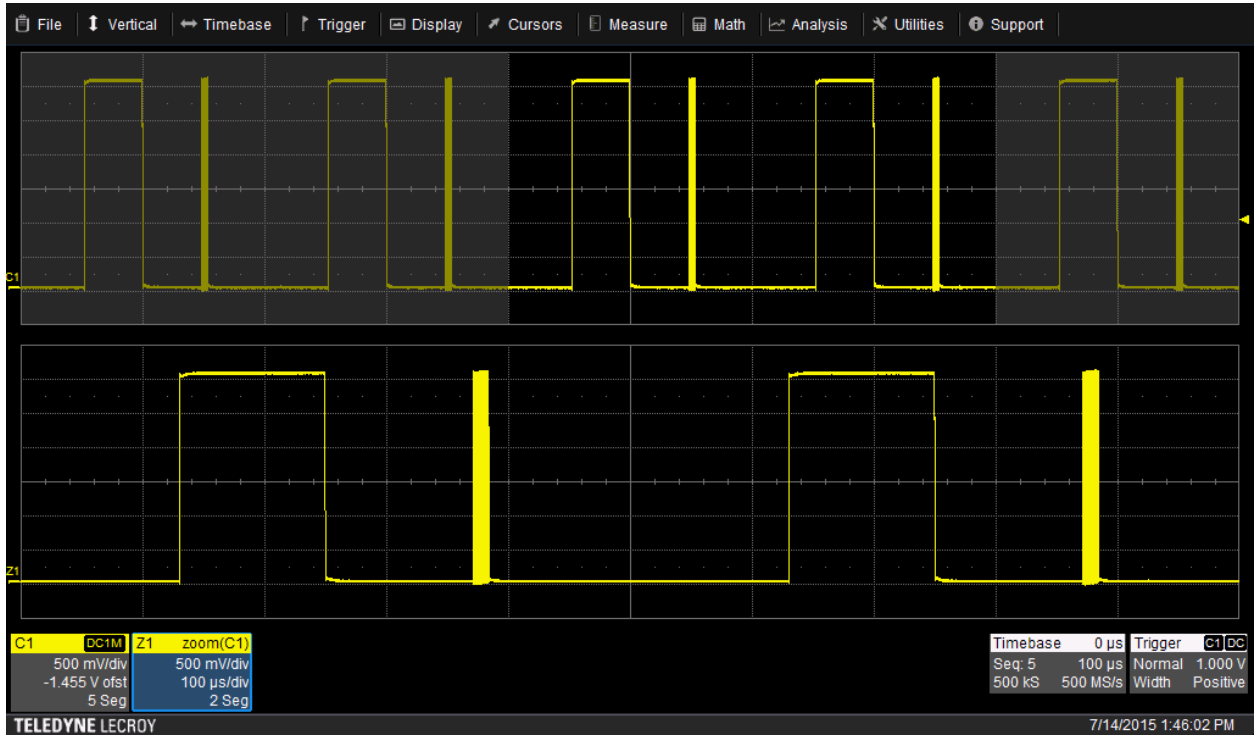 File Vertical Timebase Trigger Display Cursors Measure Math Analysis Utilities Support
C1
Z1
C1 DC1M
500 mV/div
-1.455 V ofst
5 Seg
Z1 zoom(C1)
500 mV/div
100 µs/div
2 Seg
Timebase 0 µs
Seq: 5 100 µs
500 kS 500 MS/s
Trigger C1 DC
Normal 1.000 V
Width Positive
TELEDYNE LECROY
7/14/2015 1:46:02 PM